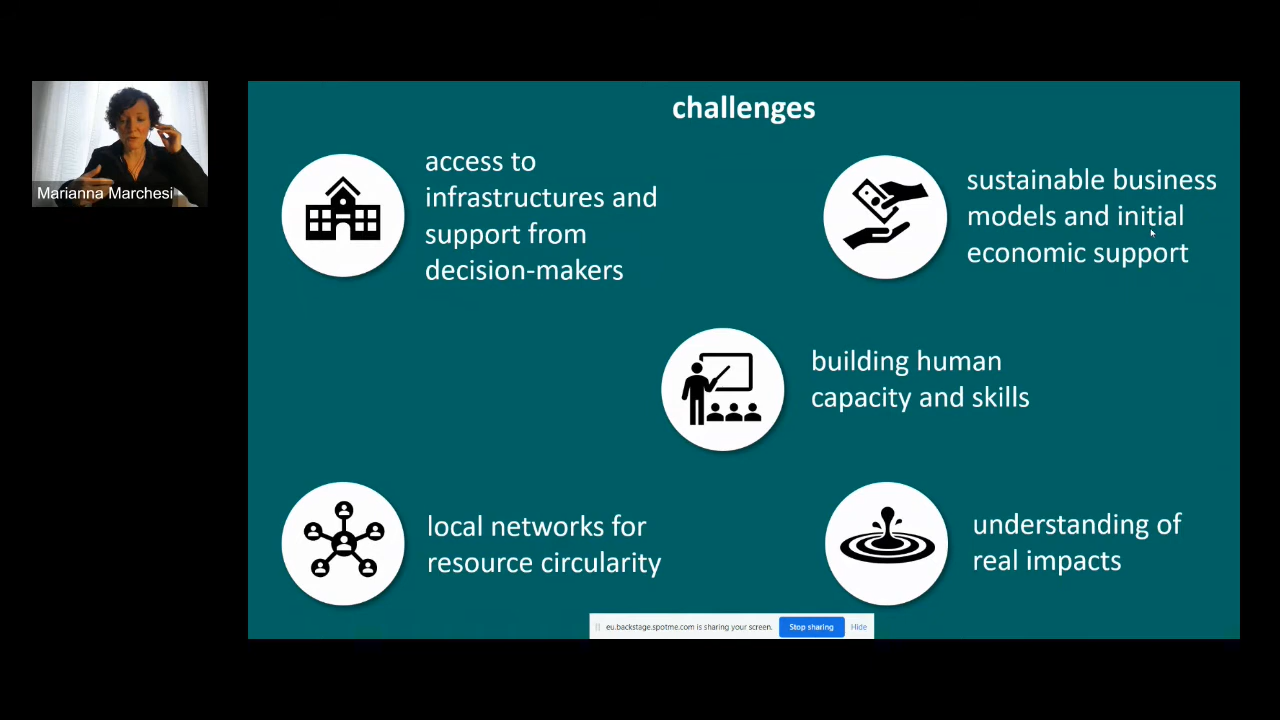 challenges
access to
infrastructures and
support from
decision-makers
sustainable business
models and initial
economic support
building human
capacity and skills
local networks for
resource circularity
understanding of
real impacts
Marianna Marchesi
eu.backstage.spotme.com is sharing your screen.
Stop sharing
Hide